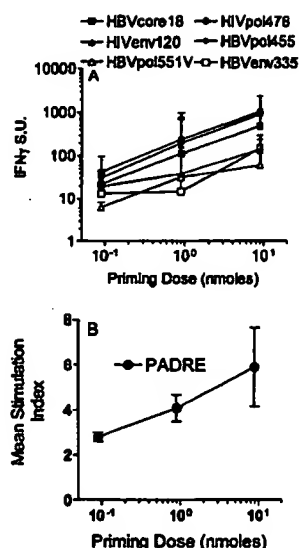 HBVcore18 HIVpol476
HIVenv120 HBVpol455
HBVpol551V HBVenv335
A
10000
1000
100
10
1
IFNγ S.U.
10⁻¹ 10⁰ 10¹
Priming Dose (nmoles)
B
8
6
4
2
0
PADRE
Mean Stimulation
Index
10⁻¹ 10⁰ 10¹
Priming Dose (nmoles)